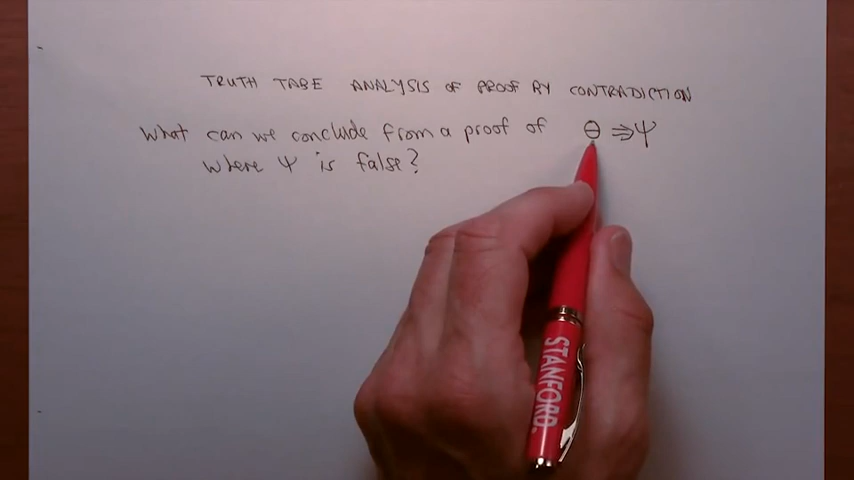 TRUTH TABE ANALYSIS OF PROOF BY CONTRADICTION
What can we conclude from a proof of θ ⇒ ψ
where ψ is false?
STANFORD.